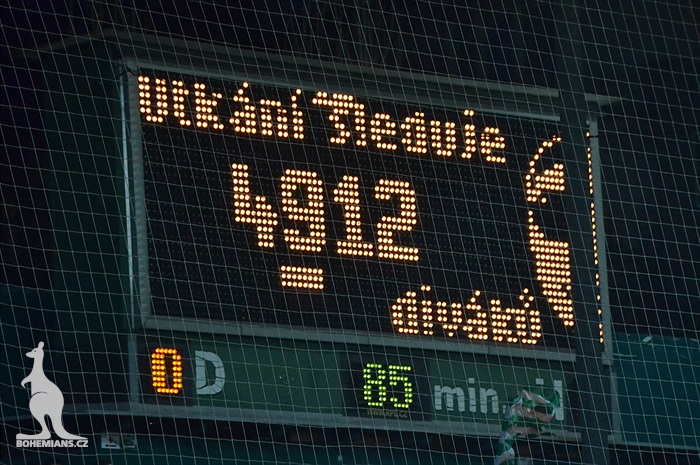 Utkání sleduje
4912
diváků
0 D 85 min.
BOHEMIANS.CZ